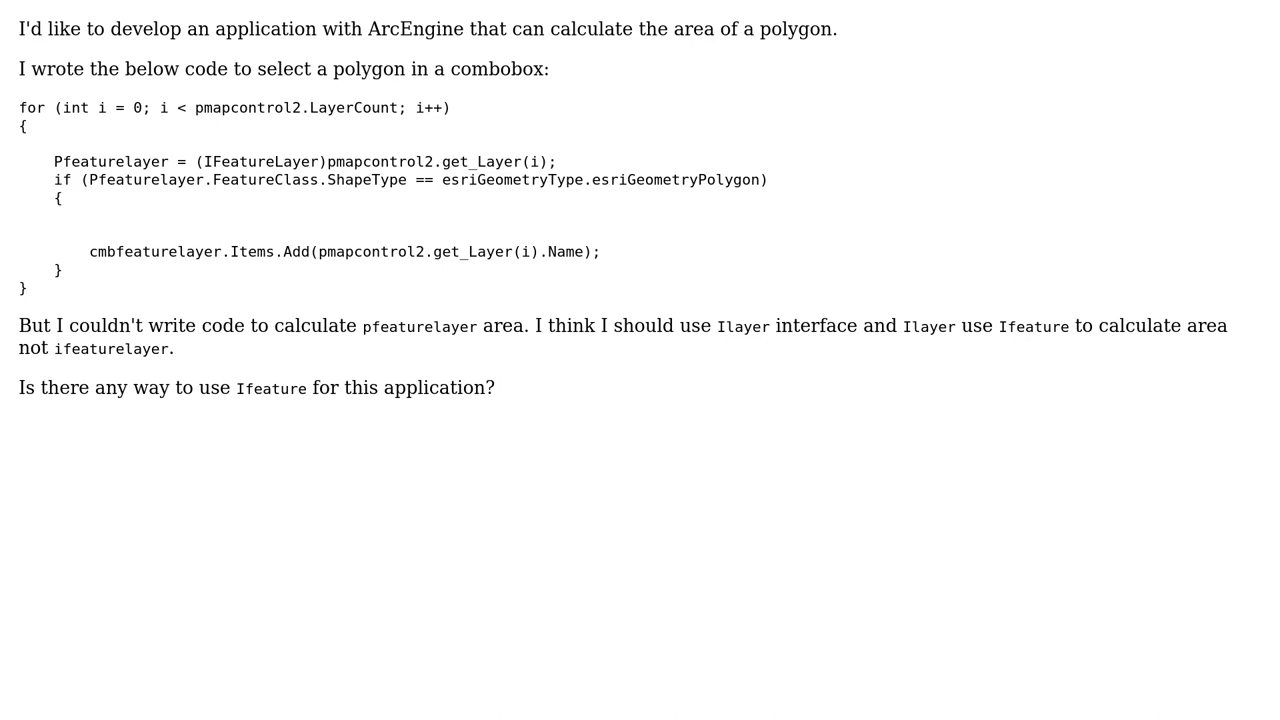 I'd like to develop an application with ArcEngine that can calculate the area of a polygon.
I wrote the below code to select a polygon in a combobox:
for (int i = 0; i < pmapcontrol2.LayerCount; i++)
{
    Pfeaturelayer = (IFeatureLayer)pmapcontrol2.get_Layer(i);
    if (Pfeaturelayer.FeatureClass.ShapeType == esriGeometryType.esriGeometryPolygon)
    {
        cmbfeaturelayer.Items.Add(pmapcontrol2.get_Layer(i).Name);
    }
}
But I couldn't write code to calculate pfeaturelayer area. I think I should use Ilayer interface and Ilayer use Ifeature to calculate area
not ifeaturelayer.
Is there any way to use Ifeature for this application?